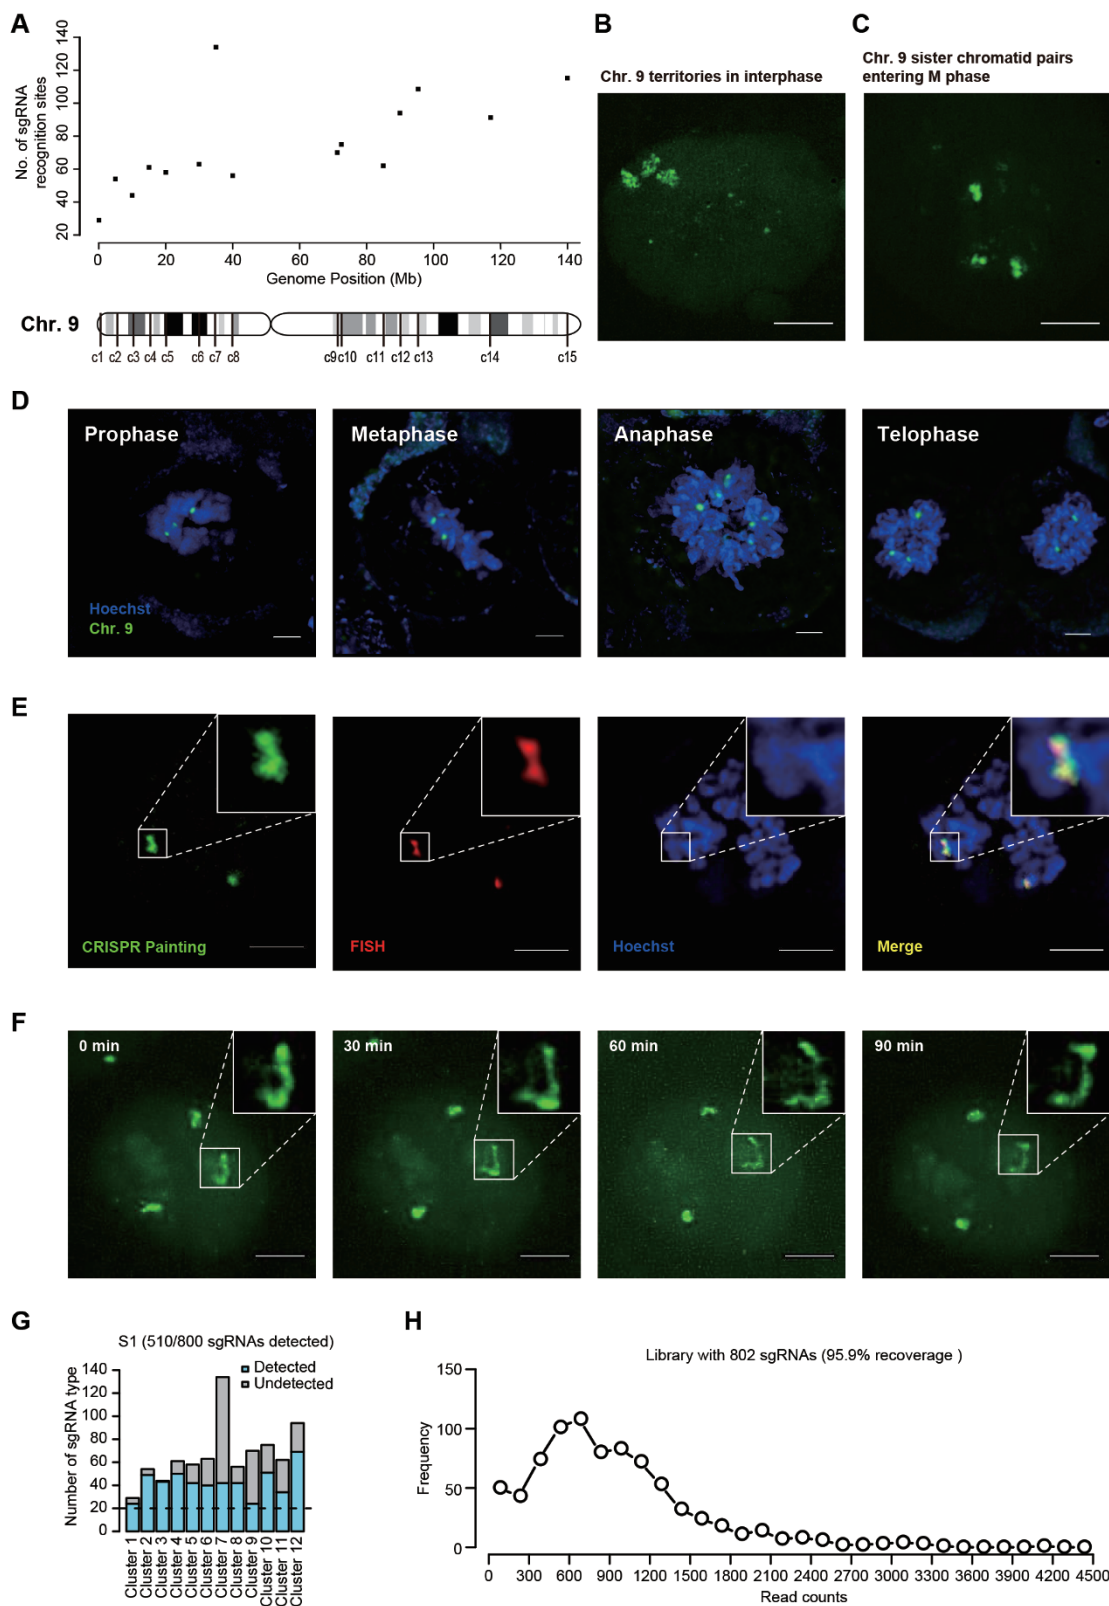 A
No. of sgRNA
recognition sites
140
120
100
80
60
40
20
0 20 40 60 80 100 120 140
Genome Position (Mb)
Chr. 9
c1 c2 c3 c4 c5 c6 c7 c8 c9 c10 c11 c12 c13 c14 c15
B
Chr. 9 territories in interphase
C
Chr. 9 sister chromatid pairs
entering M phase
D
Prophase
Hoechst
Chr. 9
Metaphase
Anaphase
Telophase
E
CRISPR Painting
FISH
Hoechst
Merge
F
0 min
30 min
60 min
90 min
G
S1 (510/800 sgRNAs detected)
Detected
Undetected
Number of sgRNA type
140
120
100
80
60
40
20
0
Cluster 1
Cluster 2
Cluster 3
Cluster 4
Cluster 5
Cluster 6
Cluster 7
Cluster 8
Cluster 9
Cluster 10
Cluster 11
Cluster 12
H
Library with 802 sgRNAs (95.9% recoverage )
Frequency
150
100
50
0
0 300 600 900 1200 1500 1800 2100 2400 2700 3000 3300 3600 3900 4200 4500
Read counts